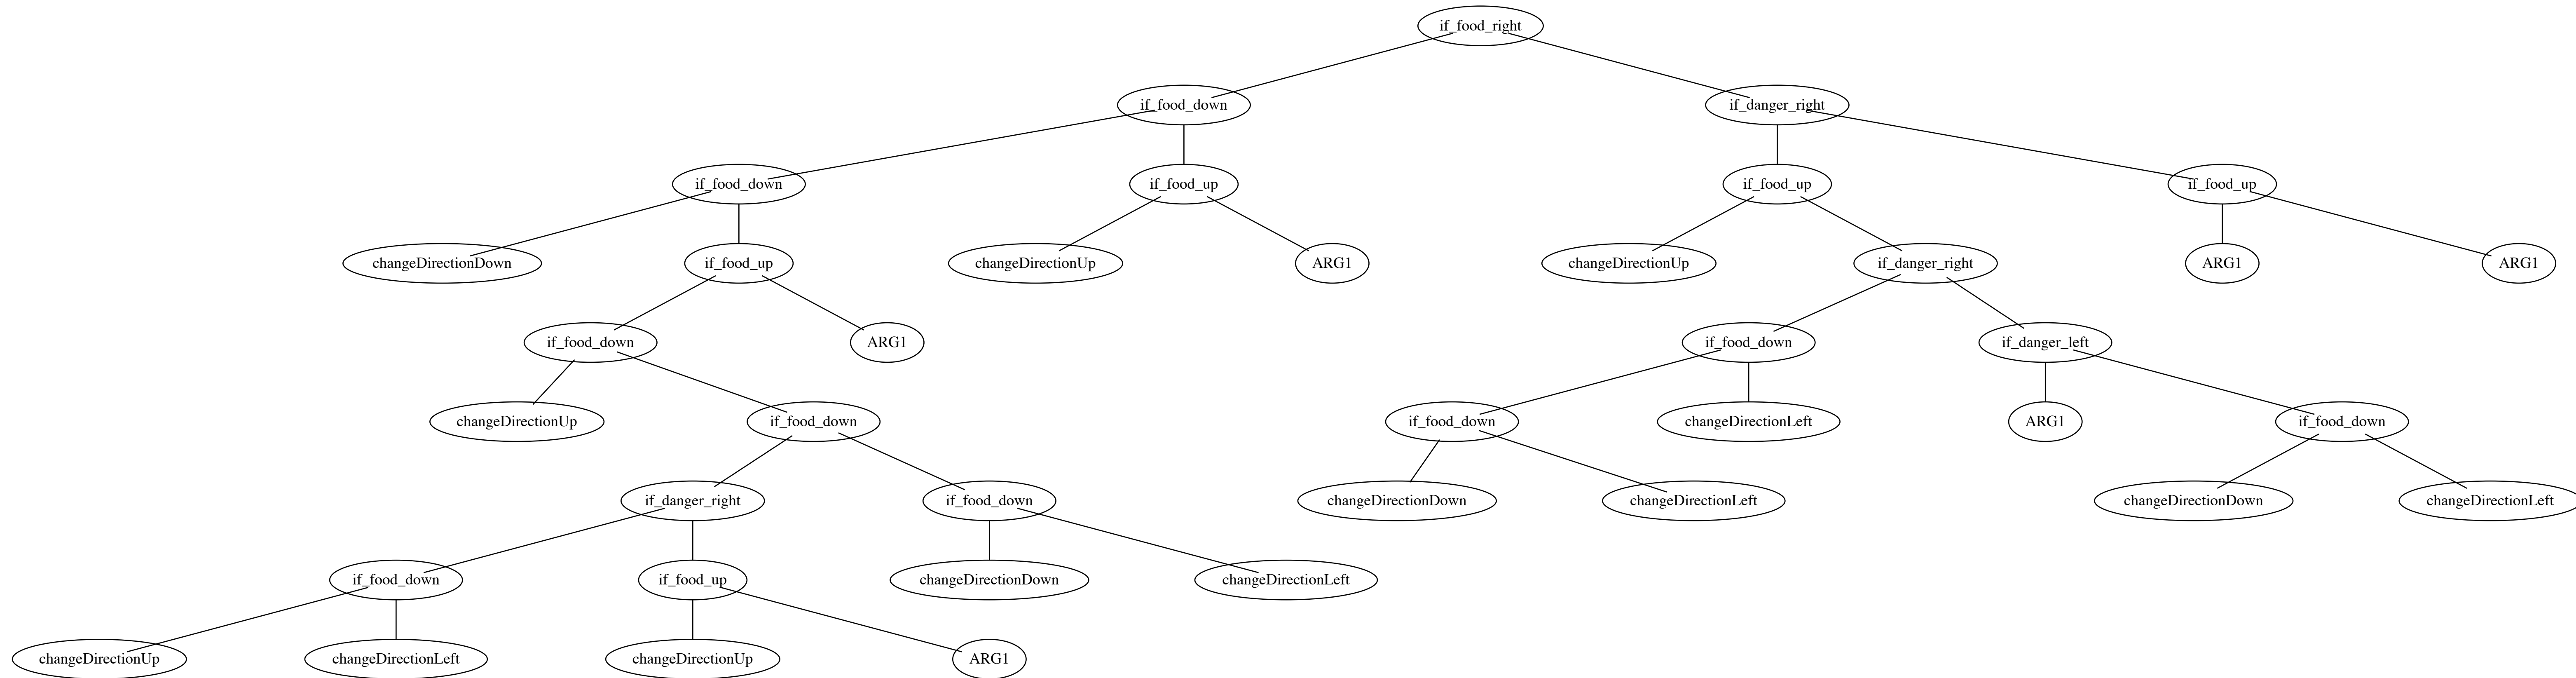 if_food_right
if_food_down
if_danger_right
if_food_down
if_food_up
if_food_up
if_food_up
changeDirectionDown
if_food_up
changeDirectionUp
ARG1
changeDirectionUp
if_danger_right
ARG1
ARG1
if_food_down
ARG1
if_food_down
if_danger_left
changeDirectionUp
if_food_down
if_food_down
changeDirectionLeft
ARG1
if_food_down
if_danger_right
if_food_down
changeDirectionDown
changeDirectionLeft
changeDirectionDown
changeDirectionLeft
if_food_down
if_food_up
changeDirectionDown
changeDirectionLeft
changeDirectionUp
changeDirectionLeft
changeDirectionUp
ARG1